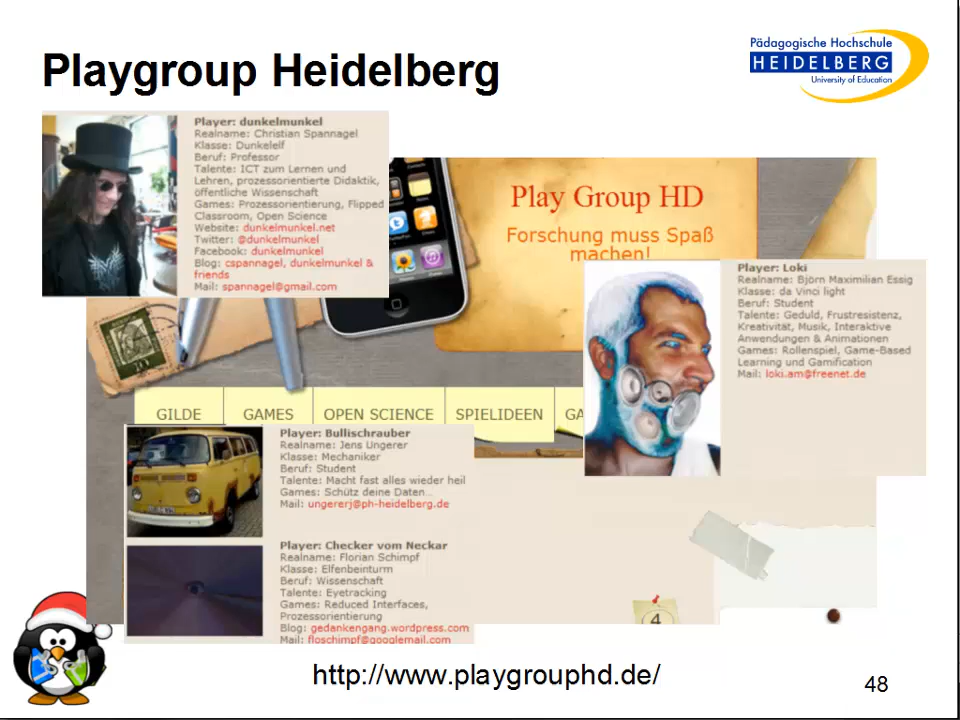 Playgroup Heidelberg
Pädagogische Hochschule
HEIDELBERG
University of Education
Player: dunkelmunkel
Realname: Christian Spannagel
Klasse: Dunkelelf
Beruf: Professor
Talente: ICT zum Lernen und
Lehren, prozessorientierte Didaktik,
öffentliche Wissenschaft
Games: Prozessorientierung, Flipped
Classroom, Open Science
Website: dunkelmunkel.net
Twitter: @dunkelmunkel
Facebook: dunkelmunkel
Blog: cspannagel, dunkelmunkel &
friends
Mail: spannagel@gmail.com
Play Group HD
Forschung muss Spaß
machen!
Player: Loki
Realname: Björn Maximilian Essig
Klasse: da Vinci light
Beruf: Student
Talente: Geduld, Frustresistenz,
Kreativität, Musik, Interaktive
Anwendungen & Animationen
Games: Rollenspiel, Game-Based
Learning und Gamification
Mail: loki.am@freenet.de
GILDE
GAMES
OPEN SCIENCE
SPIELIDEEN
GA
Player: Bullischrauber
Realname: Jens Ungerer
Klasse: Mechaniker
Beruf: Student
Talente: Macht fast alles wieder heil
Games: Schütz deine Daten...
Mail: ungererj@ph-heidelberg.de
Player: Checker vom Neckar
Realname: Florian Schimpf
Klasse: Elfenbeinturm
Beruf: Wissenschaft
Talente: Eyetracking
Games: Reduced Interfaces,
Prozessorientierung
Blog: gedankengang.wordpress.com
Mail: floschimpf@googlemail.com
4
http://www.playgrouphd.de/
48